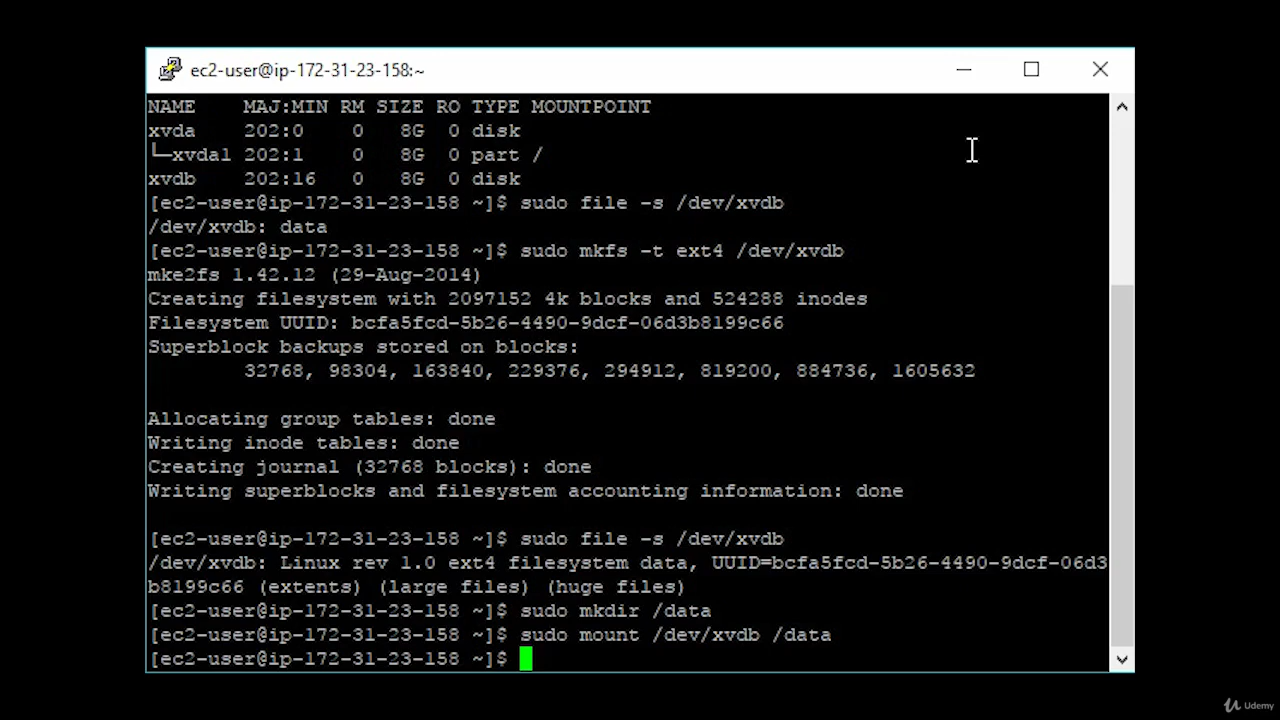 ec2-user@ip-172-31-23-158:~
NAME    MAJ:MIN RM SIZE RO TYPE MOUNTPOINT
xvda    202:0    0   8G  0 disk
└─xvda1 202:1    0   8G  0 part /
xvdb    202:16   0   8G  0 disk
[ec2-user@ip-172-31-23-158 ~]$ sudo file -s /dev/xvdb
/dev/xvdb: data
[ec2-user@ip-172-31-23-158 ~]$ sudo mkfs -t ext4 /dev/xvdb
mke2fs 1.42.12 (29-Aug-2014)
Creating filesystem with 2097152 4k blocks and 524288 inodes
Filesystem UUID: bcfa5fcd-5b26-4490-9dcf-06d3b8199c66
Superblock backups stored on blocks:
        32768, 98304, 163840, 229376, 294912, 819200, 884736, 1605632
Allocating group tables: done
Writing inode tables: done
Creating journal (32768 blocks): done
Writing superblocks and filesystem accounting information: done
[ec2-user@ip-172-31-23-158 ~]$ sudo file -s /dev/xvdb
/dev/xvdb: Linux rev 1.0 ext4 filesystem data, UUID=bcfa5fcd-5b26-4490-9dcf-06d3
b8199c66 (extents) (large files) (huge files)
[ec2-user@ip-172-31-23-158 ~]$ sudo mkdir /data
[ec2-user@ip-172-31-23-158 ~]$ sudo mount /dev/xvdb /data
[ec2-user@ip-172-31-23-158 ~]$
Udemy